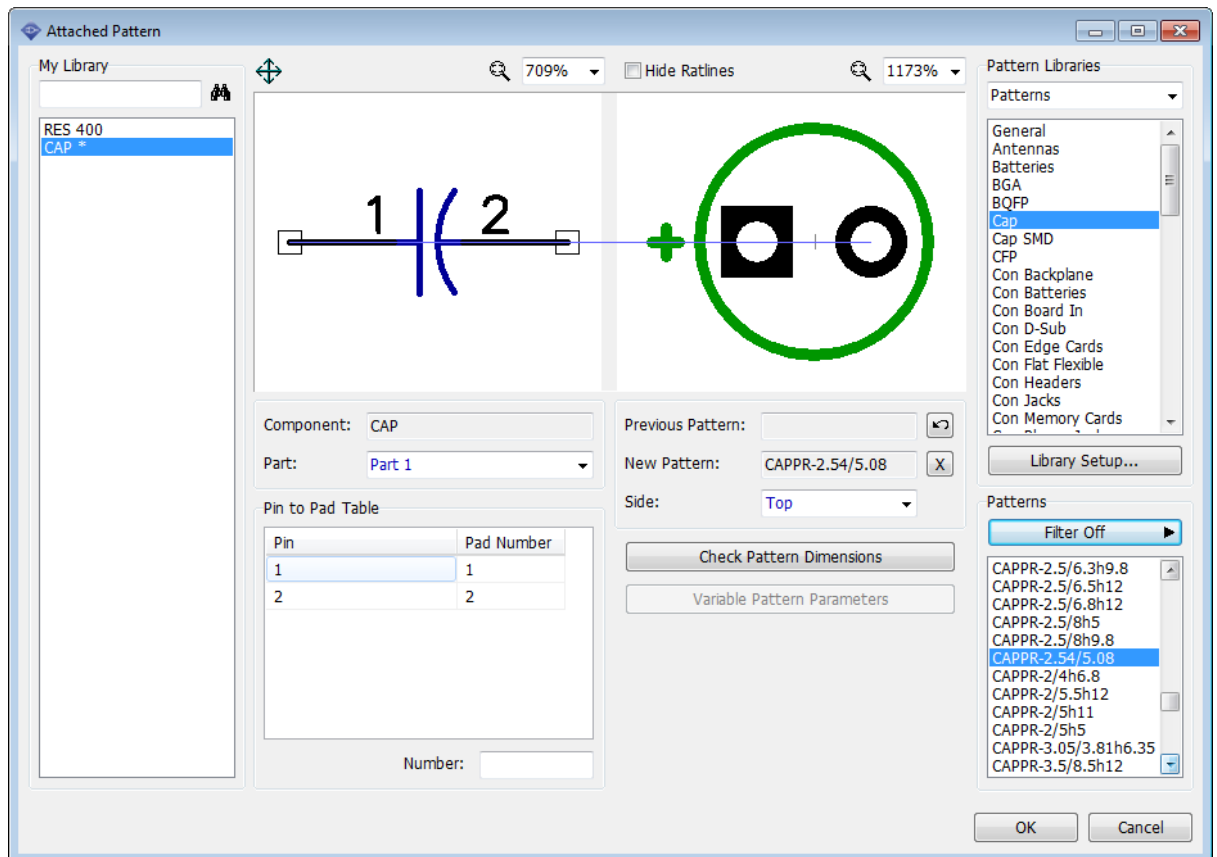 Attached Pattern
My Library
RES 400
CAP *
709%
Hide Ratlines
1173%
1
2
Component:
CAP
Part:
Part 1
Pin to Pad Table
Pin
Pad Number
1
1
2
2
Number:
Previous Pattern:
New Pattern:
CAPPR-2.54/5.08
X
Side:
Top
Check Pattern Dimensions
Variable Pattern Parameters
Pattern Libraries
Patterns
General
Antennas
Batteries
BGA
BQFP
Cap
Cap SMD
CFP
Con Backplane
Con Batteries
Con Board In
Con D-Sub
Con Edge Cards
Con Flat Flexible
Con Headers
Con Jacks
Con Memory Cards
Library Setup...
Patterns
Filter Off
CAPPR-2.5/6.3h9.8
CAPPR-2.5/6.5h12
CAPPR-2.5/6.8h12
CAPPR-2.5/8h5
CAPPR-2.5/8h9.8
CAPPR-2.54/5.08
CAPPR-2/4h6.8
CAPPR-2/5.5h12
CAPPR-2/5h11
CAPPR-2/5h5
CAPPR-3.05/3.81h6.35
CAPPR-3.5/8.5h12
OK
Cancel